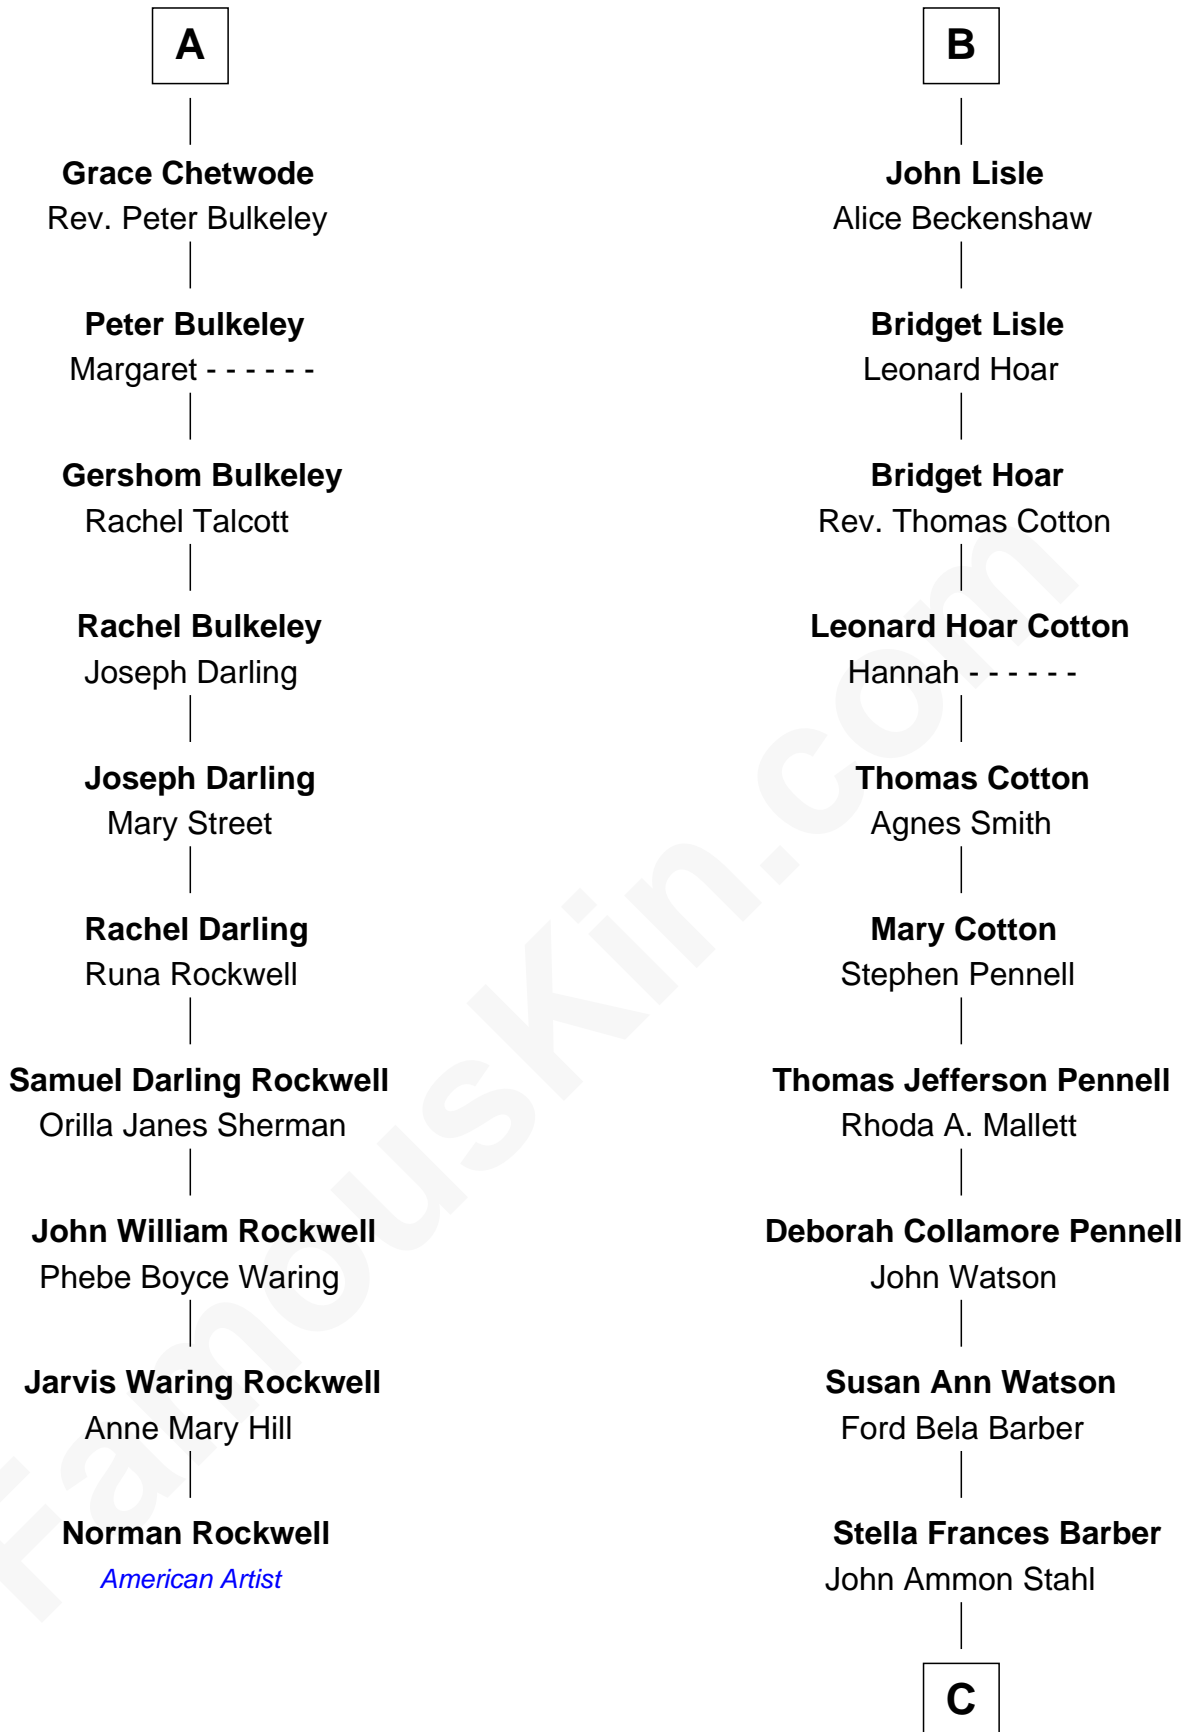 A
Grace Chetwode
Rev. Peter Bulkeley
Peter Bulkeley
Margaret - - - - - -
Gershom Bulkeley
Rachel Talcott
Rachel Bulkeley
Joseph Darling
Joseph Darling
Mary Street
Rachel Darling
Runa Rockwell
Samuel Darling Rockwell
Orilla Janes Sherman
John William Rockwell
Phebe Boyce Waring
Jarvis Waring Rockwell
Anne Mary Hill
Norman Rockwell
American Artist
B
John Lisle
Alice Beckenshaw
Bridget Lisle
Leonard Hoar
Bridget Hoar
Rev. Thomas Cotton
Leonard Hoar Cotton
Hannah - - - - - -
Thomas Cotton
Agnes Smith
Mary Cotton
Stephen Pennell
Thomas Jefferson Pennell
Rhoda A. Mallett
Deborah Collamore Pennell
John Watson
Susan Ann Watson
Ford Bela Barber
Stella Frances Barber
John Ammon Stahl
C
FamousKin.com